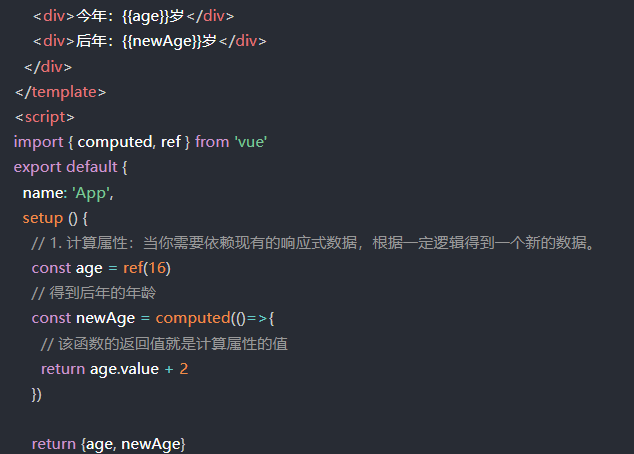 <div>今年：{{age}}岁</div>
<div>后年：{{newAge}}岁</div>
</div>
</template>
<script>
import { computed, ref } from 'vue'
export default {
name: 'App',
setup () {
// 1. 计算属性：当你需要依赖现有的响应式数据，根据一定逻辑得到一个新的数据。
const age = ref(16)
// 得到后年的年龄
const newAge = computed(()=>{
// 该函数的返回值就是计算属性的值
return age.value + 2
})
return {age, newAge}